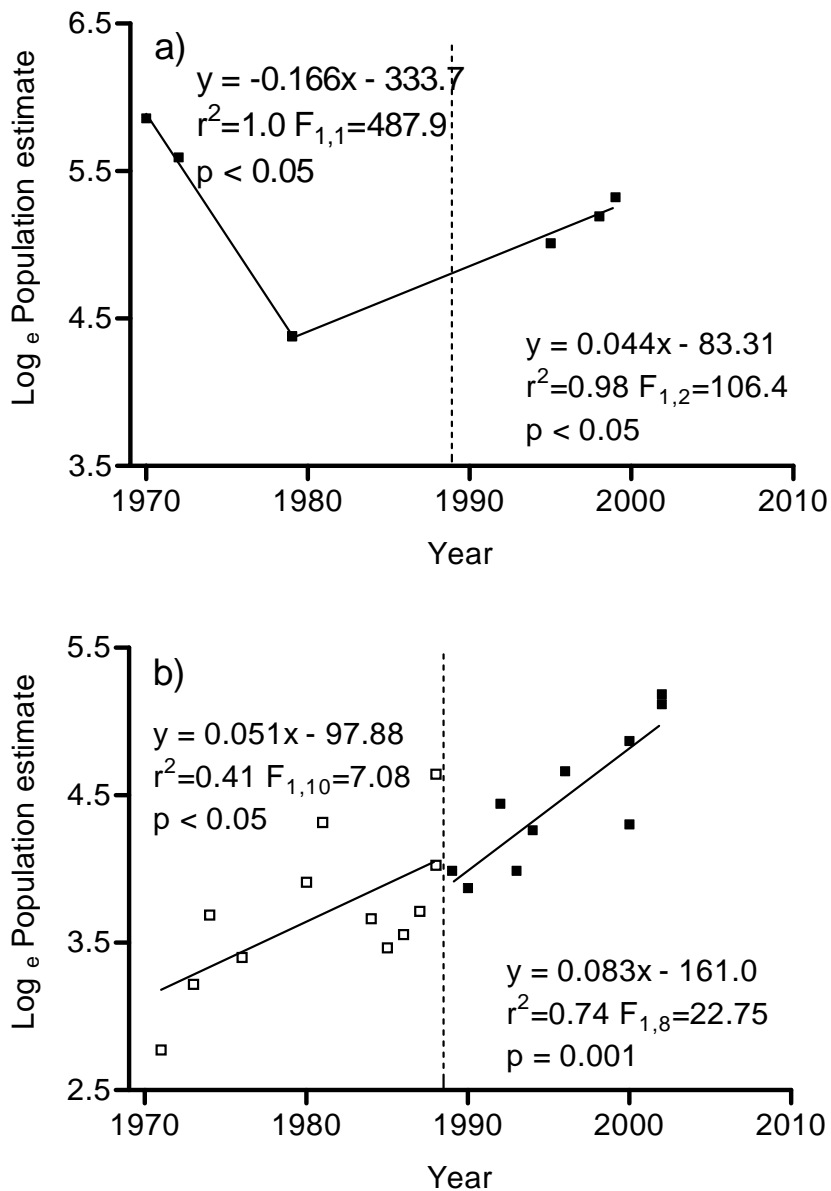 6.5
a)
y = -0.166x - 333.7
r²=1.0 F₁,₁=487.9
p < 0.05
5.5
Log e Population estimate
4.5
y = 0.044x - 83.31
r²=0.98 F₁,₂=106.4
p < 0.05
3.5
1970 1980 1990 2000 2010
Year
5.5
b)
y = 0.051x - 97.88
r²=0.41 F₁,₁₀=7.08
p < 0.05
4.5
Log e Population estimate
3.5
y = 0.083x - 161.0
r²=0.74 F₁,₈=22.75
p = 0.001
2.5
1970 1980 1990 2000 2010
Year